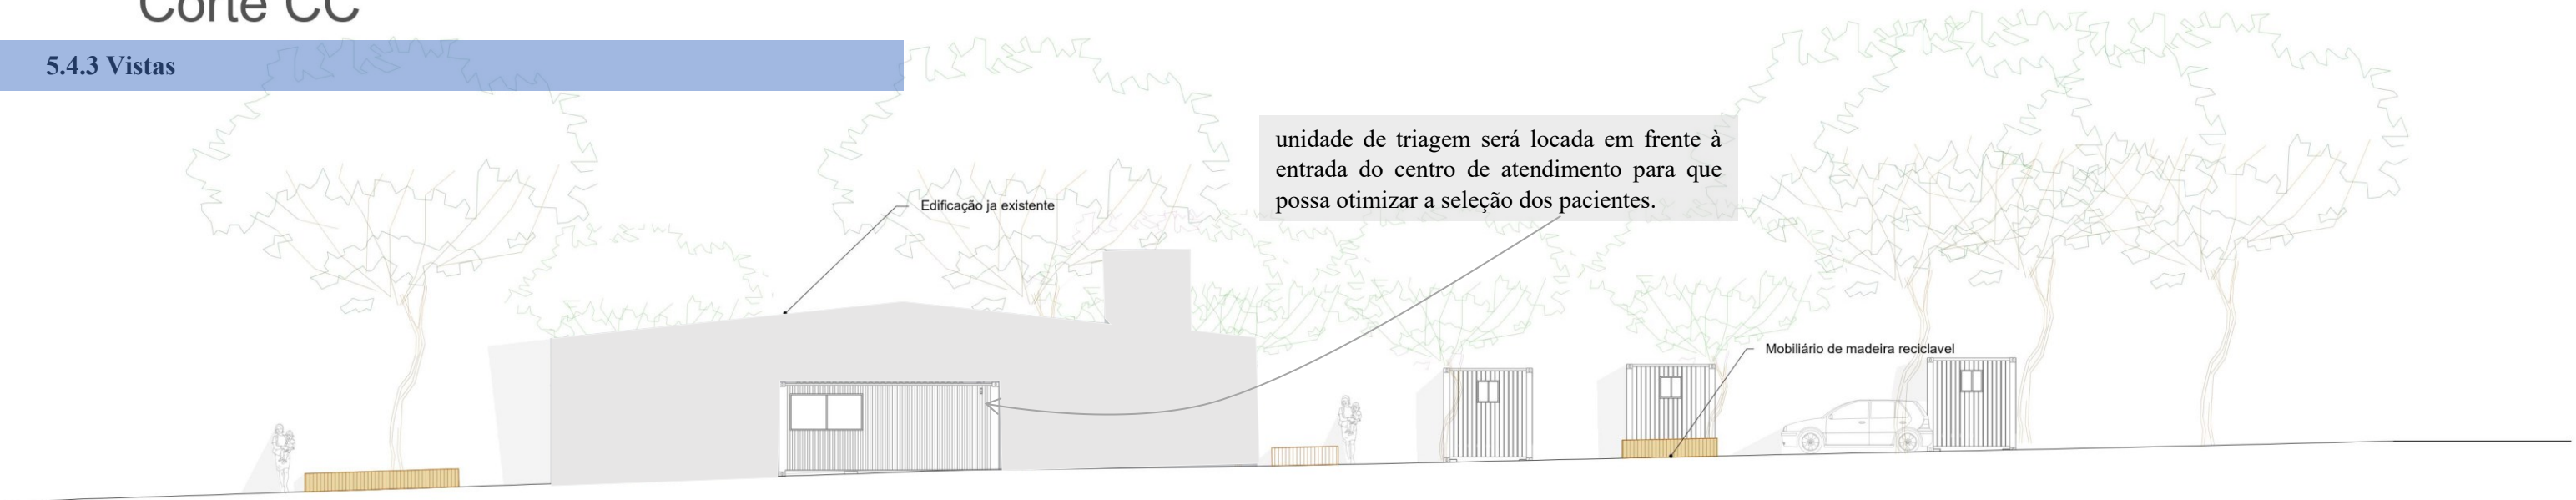 Corte CC
5.4.3 Vistas
unidade de triagem será locada em frente à
entrada do centro de atendimento para que
possa otimizar a seleção dos pacientes.
Edificação ja existente
Mobiliário de madeira reciclavel